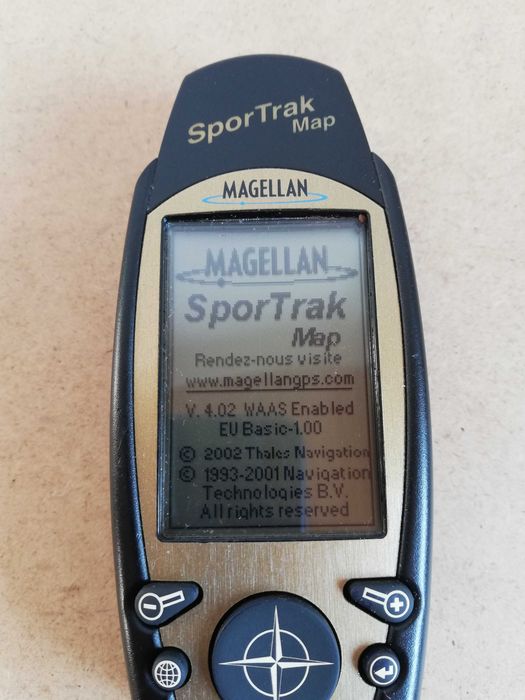 SporTrak
Map
MAGELLAN
MAGELLAN
SporTrak
Map
Rendez-nous visite
www.magellangps.com
V. 4.02 WAAS Enabled
EU Basic-1.00
© 2002 Thales Navigation
© 1993-2001 Navigation
Technologies B.V.
All rights reserved